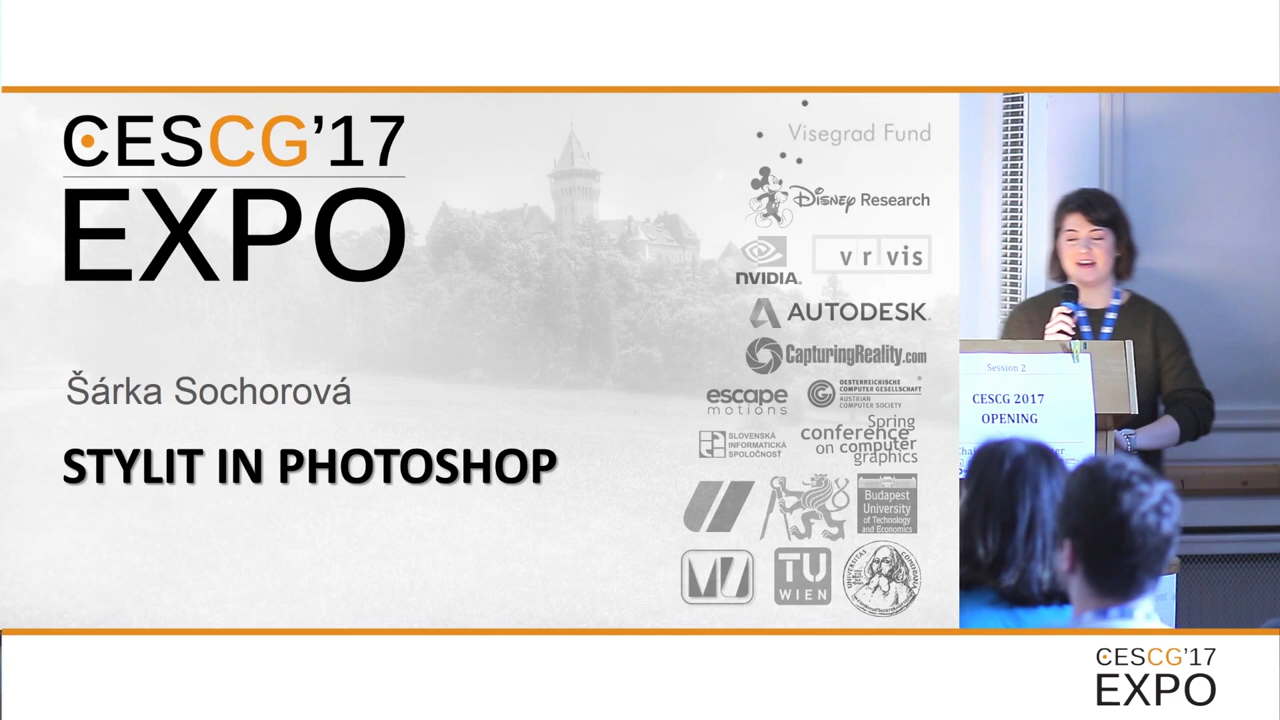 CESCG’17
EXPO
Šárka Sochorová
STYLIT IN PHOTOSHOP
Visegrad Fund
Disney Research
NVIDIA.
vrvis
AUTODESK.
CapturingReality.com
escape
motions
OESTERREICHISCHE
COMPUTER GESELLSCHAFT
AUSTRIAN
COMPUTER SOCIETY
SLOVENSKÁ
INFORMATICKÁ
SPOLOČNOSŤ
Spring
conference
on computer
graphics
Budapest
University
of Technology
and Economics
MU
TU
WIEN
Session 2
CESCG 2017
OPENING
CESCG’17
EXPO